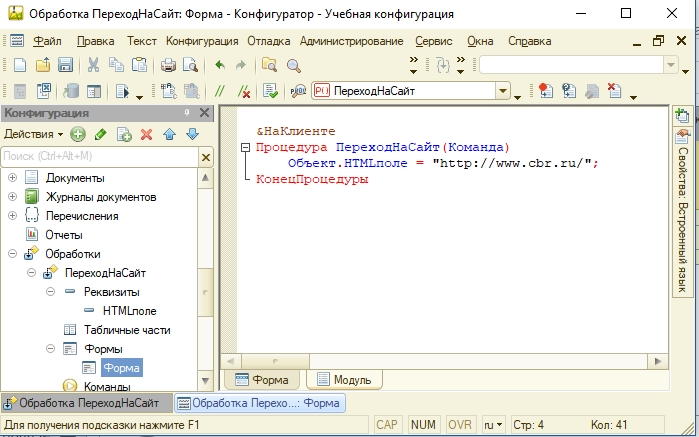 Обработка ПереходНаСайт: Форма - Конфигуратор - Учебная конфигурация
Файл Правка Текст Конфигурация Отладка Администрирование Сервис Окна Справка
ПереходНаСайт
Конфигурация
Действия
Поиск (Ctrl+Alt+M)
Документы
Журналы документов
Перечисления
Отчеты
Обработки
ПереходНаСайт
Реквизиты
HTMLполе
Табличные части
Формы
Форма
Команды
&НаКлиенте
Процедура ПереходНаСайт(Команда)
Объект.HTMLполе = "http://www.cbr.ru/";
КонецПроцедуры
Свойства: Встроенный язык
Форма Модуль
Обработка ПереходНаСайт Обработка Перехо...: Форма
Для получения подсказки нажмите F1 CAP NUM OVR ru Стр: 4 Кол: 41